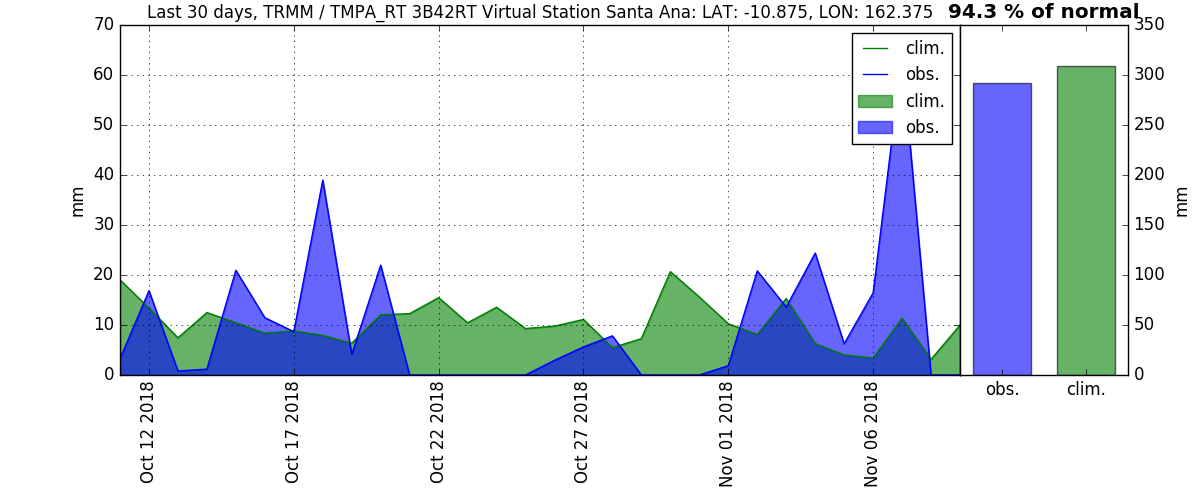 Last 30 days, TRMM / TMPA_RT 3B42RT Virtual Station Santa Ana: LAT: -10.875, LON: 162.375
94.3 % of normal
70
60
50
40
30
20
10
0
mm
clim.
obs.
clim.
obs.
Oct 12 2018
Oct 17 2018
Oct 22 2018
Oct 27 2018
Nov 01 2018
Nov 06 2018
350
300
250
200
150
100
50
0
mm
obs.
clim.